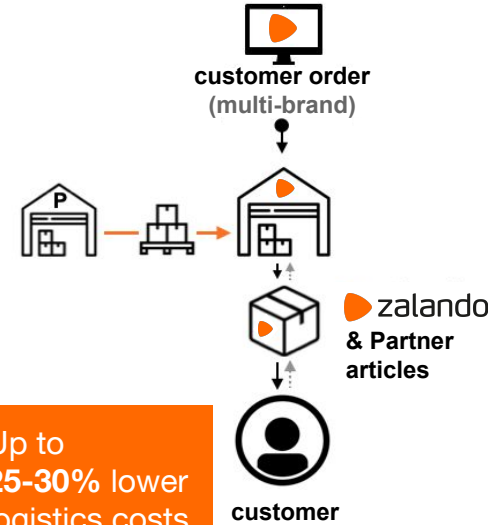 customer order
(multi-brand)
P
zalando
& Partner
articles
Up to
25-30% lower
logistics costs
customer